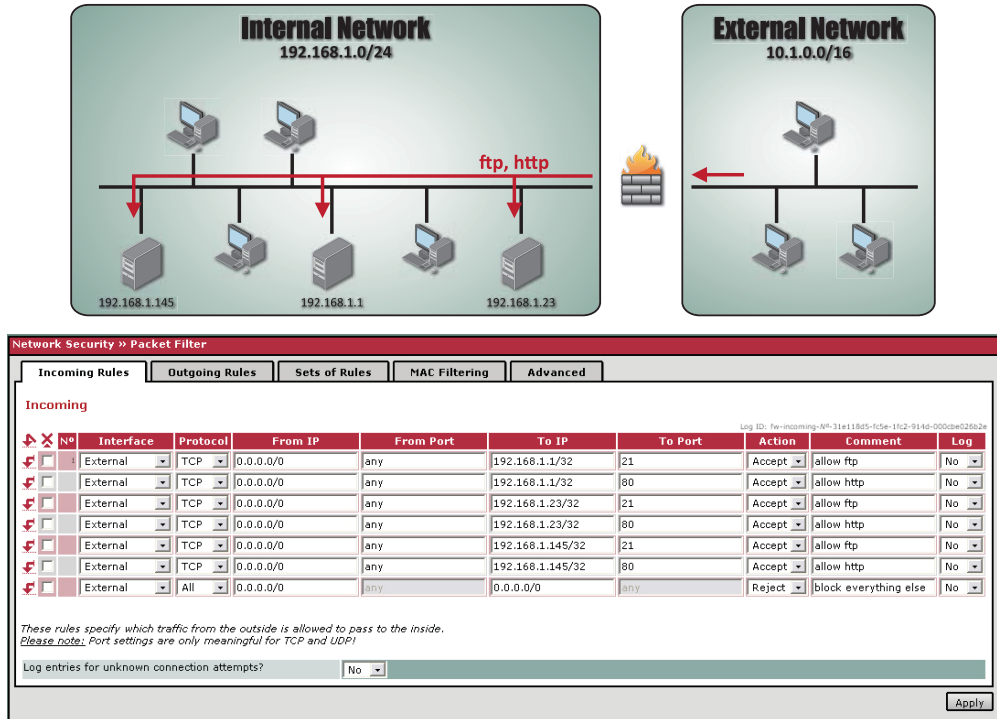 Internal Network
192.168.1.0/24
External Network
10.1.0.0/16
ftp, http
192.168.1.145
192.168.1.1
192.168.1.23
Network Security » Packet Filter
Incoming Rules Outgoing Rules Sets of Rules MAC Filtering Advanced
Incoming
Log ID: fw-incoming-Nº-31e118d5-fc5e-1fc2-914d-000cbe026b2e
Nº Interface Protocol From IP From Port To IP To Port Action Comment Log
1 External TCP 0.0.0.0/0 any 192.168.1.1/32 21 Accept allow ftp No
External TCP 0.0.0.0/0 any 192.168.1.1/32 80 Accept allow http No
External TCP 0.0.0.0/0 any 192.168.1.23/32 21 Accept allow ftp No
External TCP 0.0.0.0/0 any 192.168.1.23/32 80 Accept allow http No
External TCP 0.0.0.0/0 any 192.168.1.145/32 21 Accept allow ftp No
External TCP 0.0.0.0/0 any 192.168.1.145/32 80 Accept allow http No
External All 0.0.0.0/0 any 0.0.0.0/0 any Reject block everything else No
These rules specify which traffic from the outside is allowed to pass to the inside.
Please note: Port settings are only meaningful for TCP and UDP!
Log entries for unknown connection attempts? No
Apply